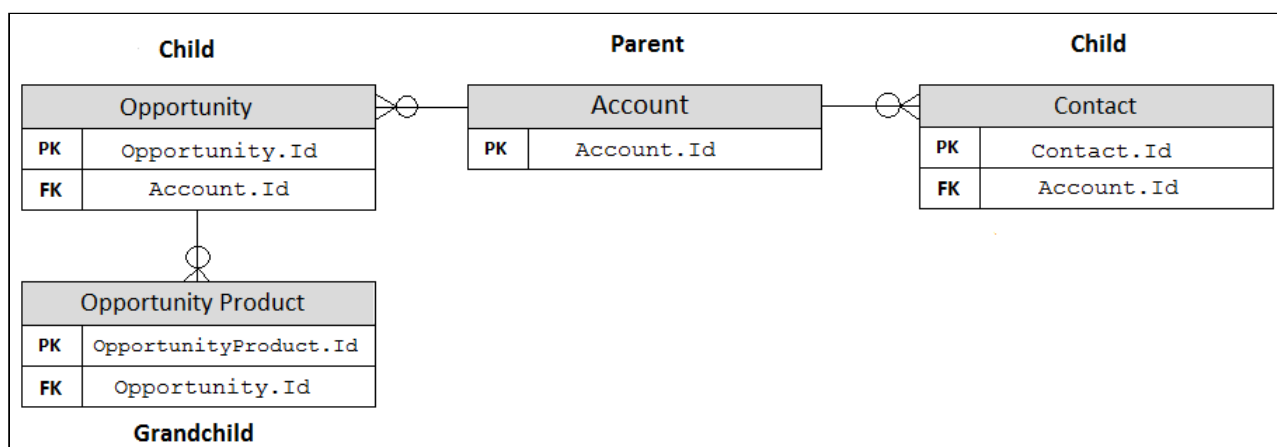 Child
Parent
Child
Opportunity
PK Opportunity.Id
FK Account.Id
Account
PK Account.Id
Contact
PK Contact.Id
FK Account.Id
Opportunity Product
PK OpportunityProduct.Id
FK Opportunity.Id
Grandchild